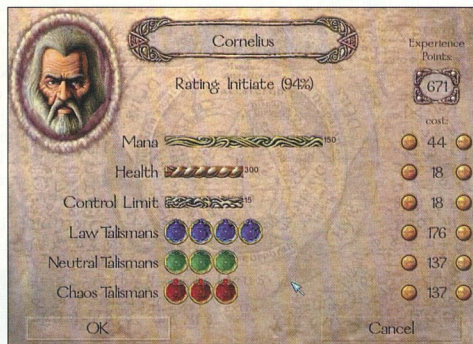 Cornelius
Experience
Points:
Rating: Initiate (94%)
671
cost:
Mana 150 44
Health 300 18
Control Limit 15 18
Law Talismans 176
Neutral Talismans 137
Chaos Talismans 137
OK Cancel